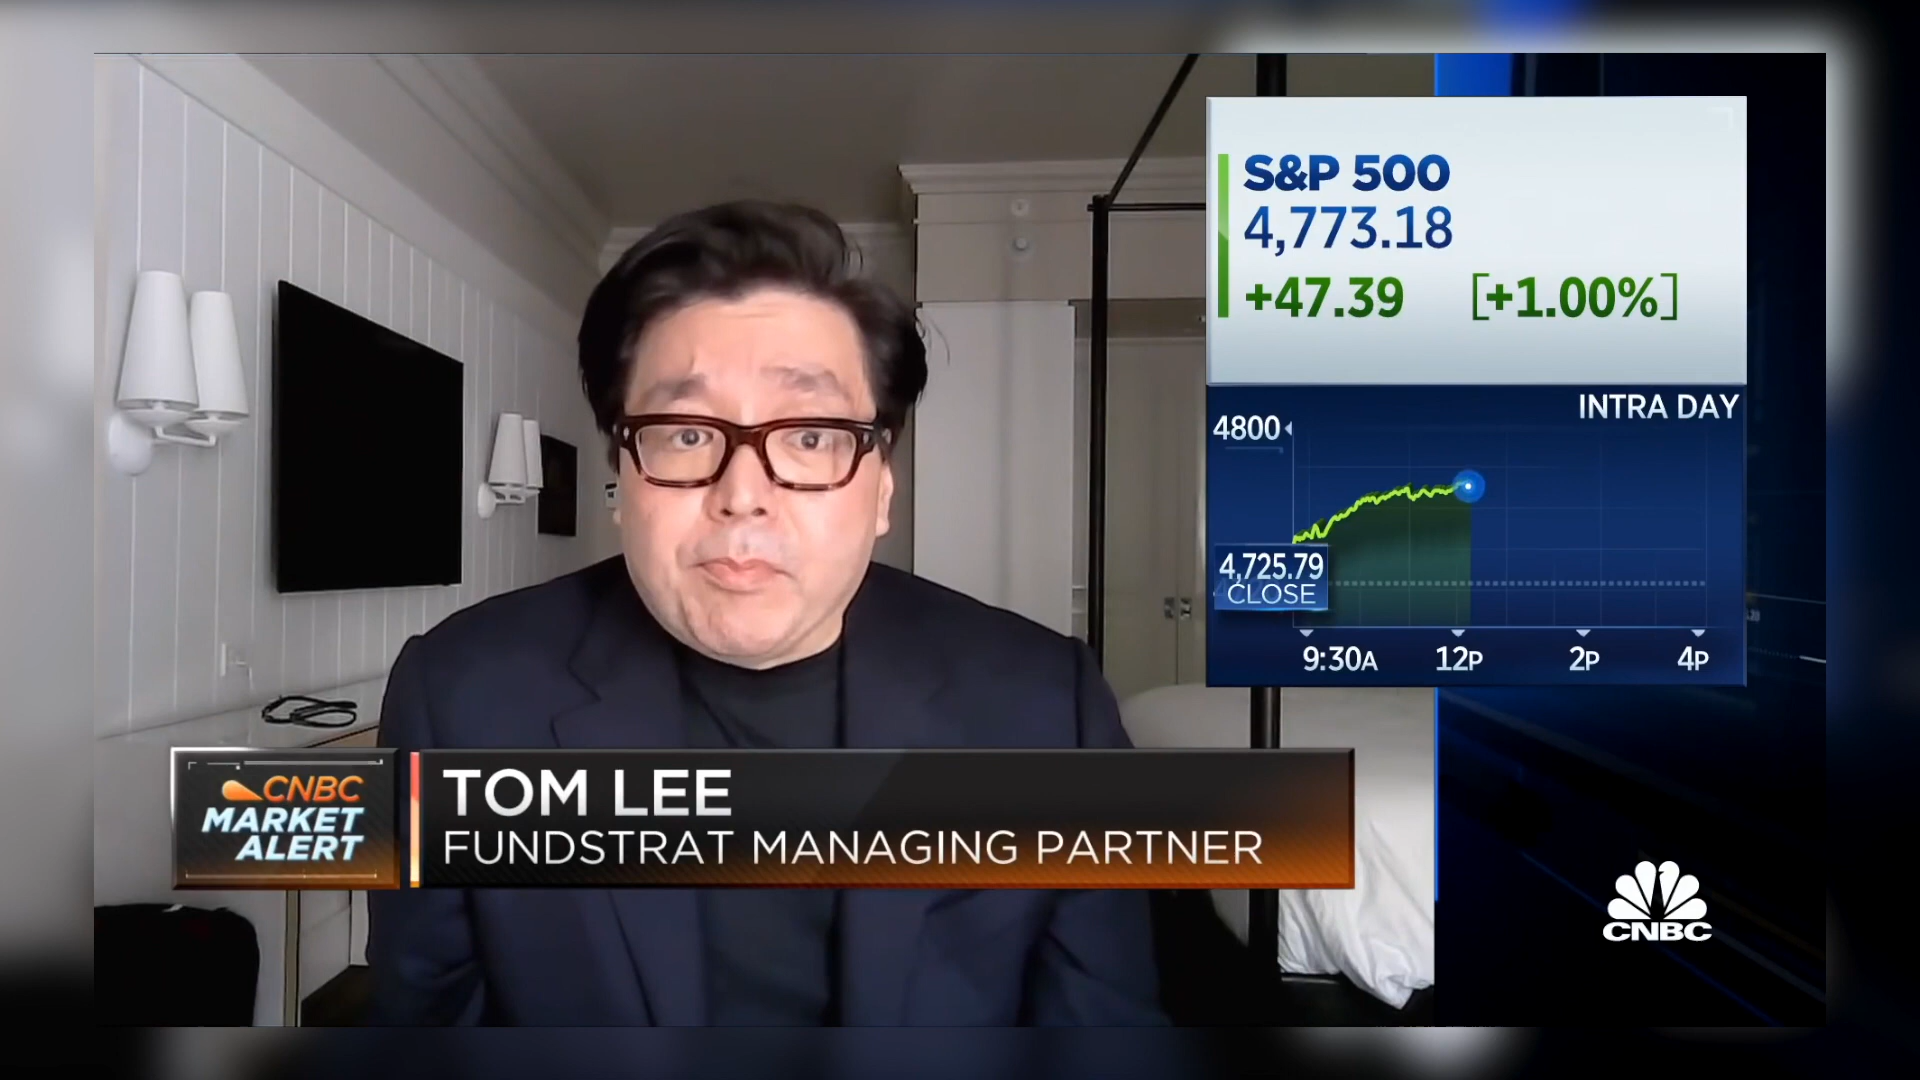 S&P 500
4,773.18
+47.39 [+1.00%]
INTRA DAY
4800
4,725.79
CLOSE
9:30A 12P 2P 4P
CNBC
MARKET
ALERT
TOM LEE
FUNDSTRAT MANAGING PARTNER
CNBC